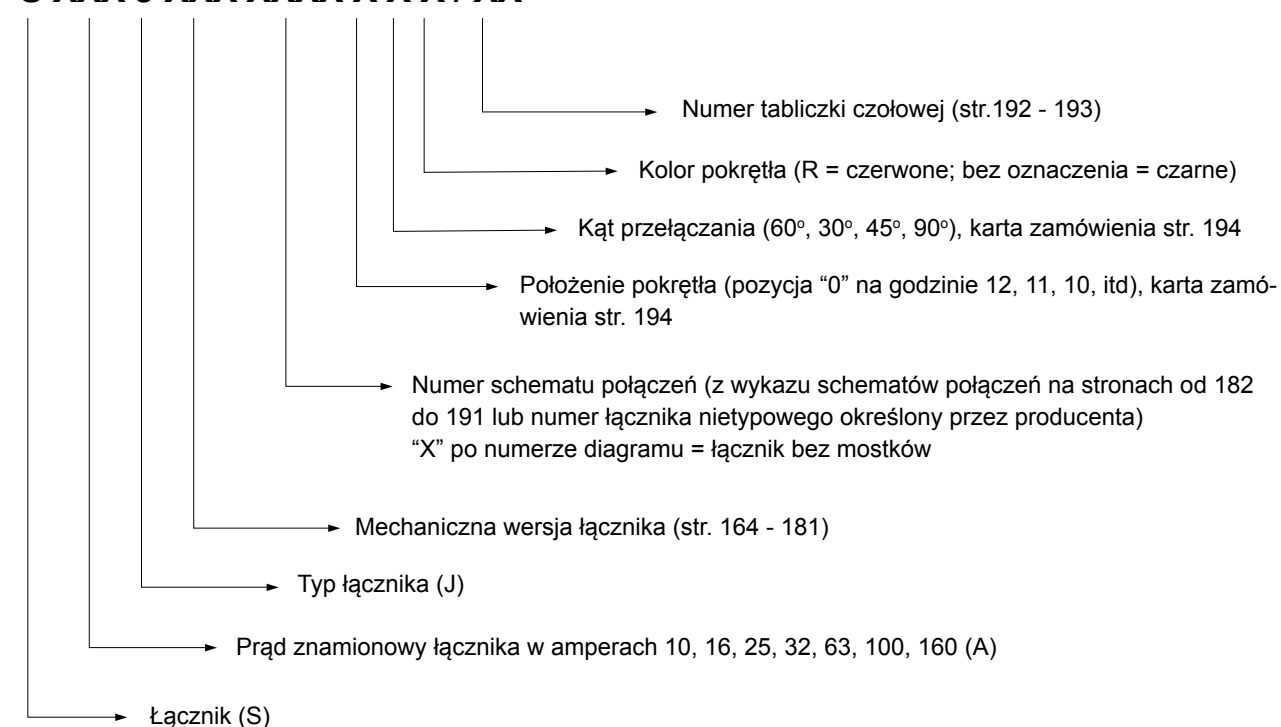 Numer tabliczki czołowej (str.192 - 193)
Kolor pokrętła (R = czerwone; bez oznaczenia = czarne)
Kąt przełączania (60º, 30º, 45º, 90º), karta zamówienia str. 194
Położenie pokrętła (pozycja “0” na godzinie 12, 11, 10, itd), karta zamó-
wienia str. 194
Numer schematu połączeń (z wykazu schematów połączeń na stronach od 182
do 191 lub numer łącznika nietypowego określony przez producenta)
“X” po numerze diagramu = łącznik bez mostków
Mechaniczna wersja łącznika (str. 164 - 181)
Typ łącznika (J)
Prąd znamionowy łącznika w amperach 10, 16, 25, 32, 63, 100, 160 (A)
Łącznik (S)